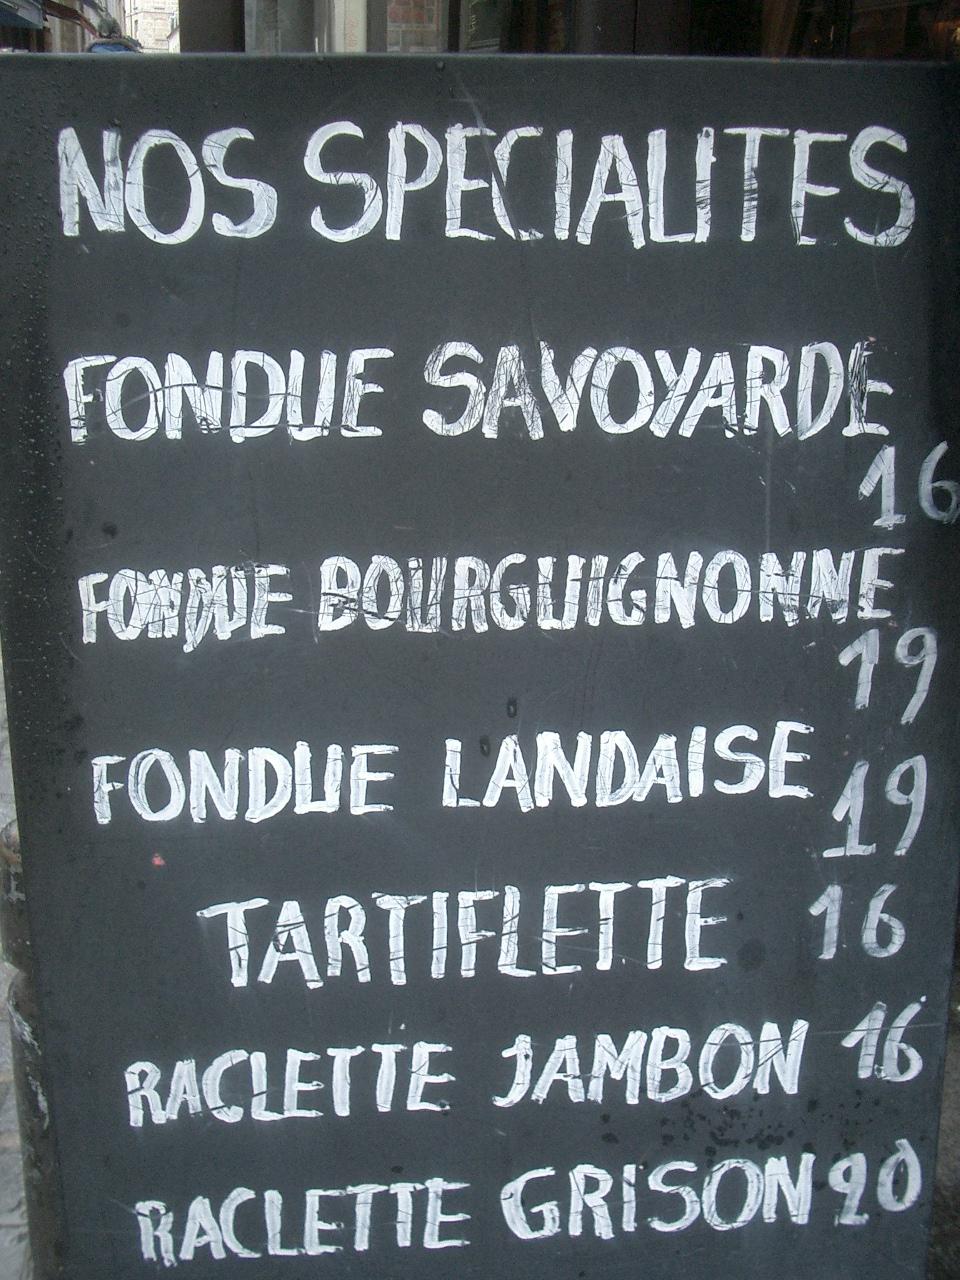 NOS SPECIALITES
FONDUE SAVOYARDE
16
FONDUE BOURGUIGNONNE
19
FONDUE LANDAISE
19
TARTIFLETTE 16
RACLETTE JAMBON 16
RACLETTE GRISON 20